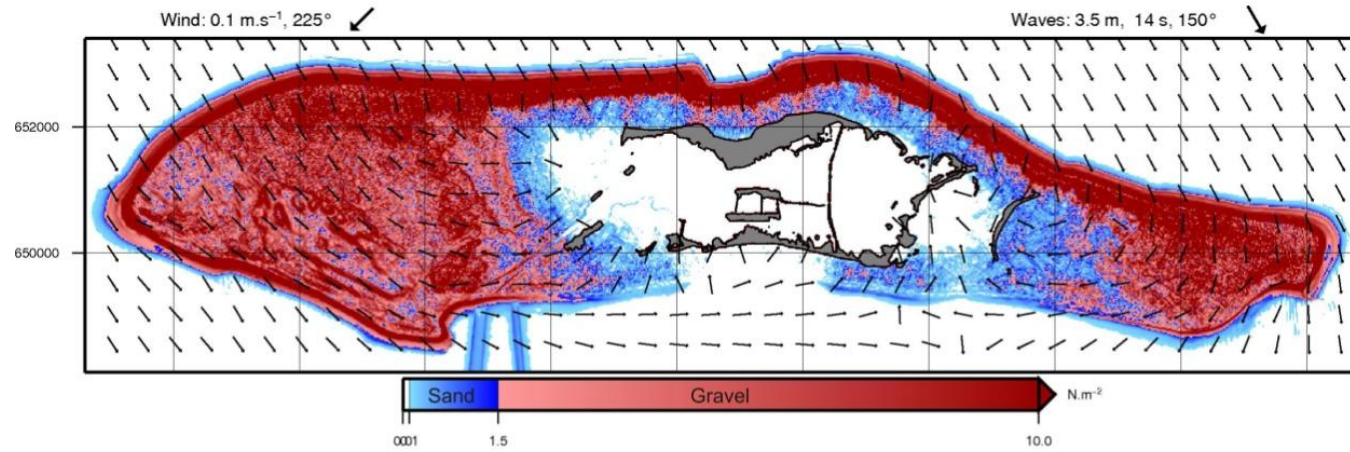 Wind: 0.1 m.s⁻¹, 225°
Waves: 3.5 m, 14 s, 150°
652000
650000
Sand
Gravel
N.m⁻²
0001
1.5
10.0